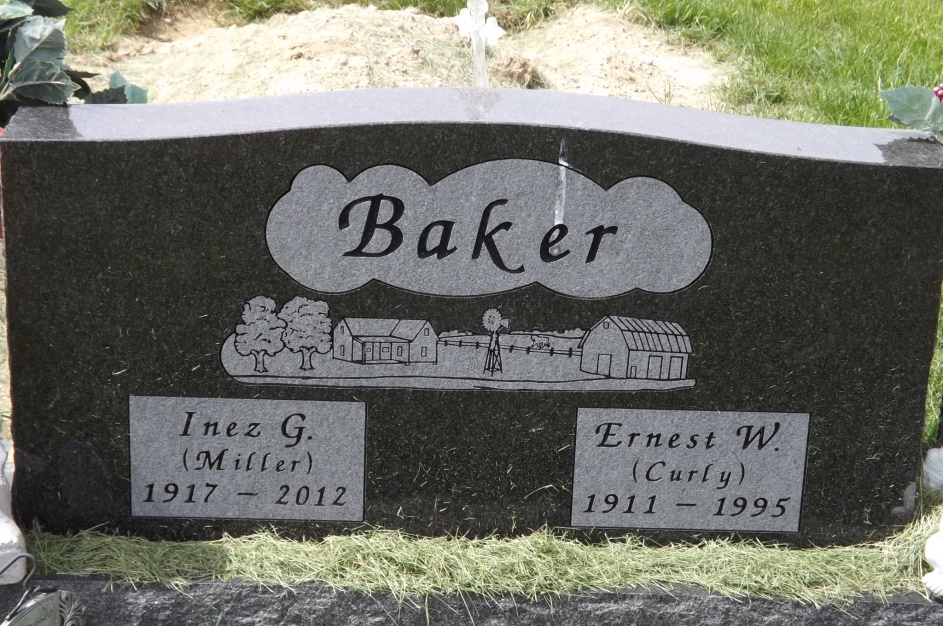 Baker
Inez G.
(Miller)
1917 – 2012
Ernest W.
(Curly)
1911 – 1995